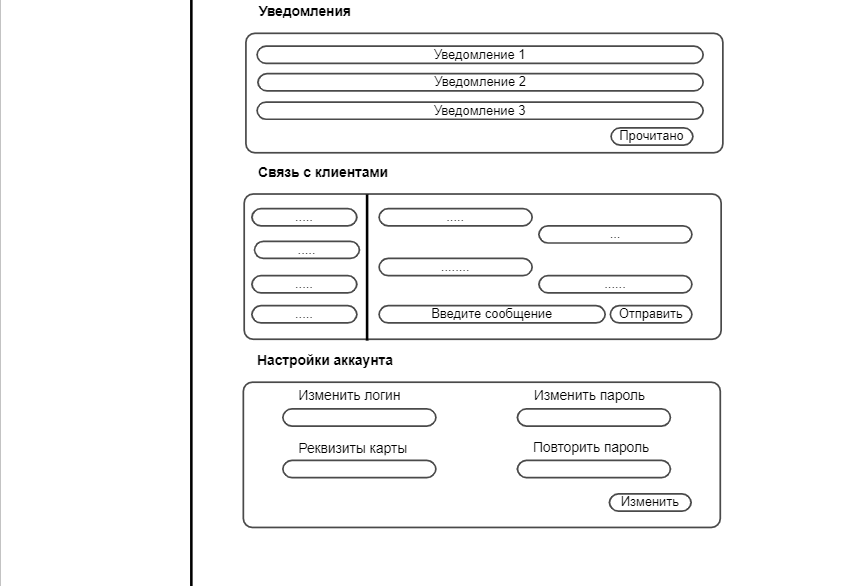 Уведомления
Уведомление 1
Уведомление 2
Уведомление 3
Прочитано
Связь с клиентами
.....
.....
.....
.....
.....
...
........
......
Введите сообщение
Отправить
Настройки аккаунта
Изменить логин
Изменить пароль
Реквизиты карты
Повторить пароль
Изменить